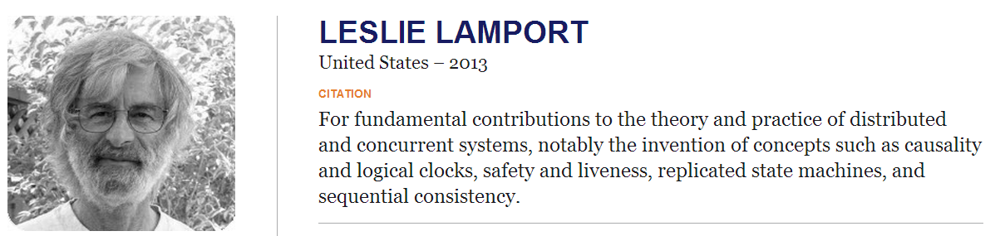 LESLIE LAMPORT
United States – 2013
CITATION
For fundamental contributions to the theory and practice of distributed
and concurrent systems, notably the invention of concepts such as causality
and logical clocks, safety and liveness, replicated state machines, and
sequential consistency.